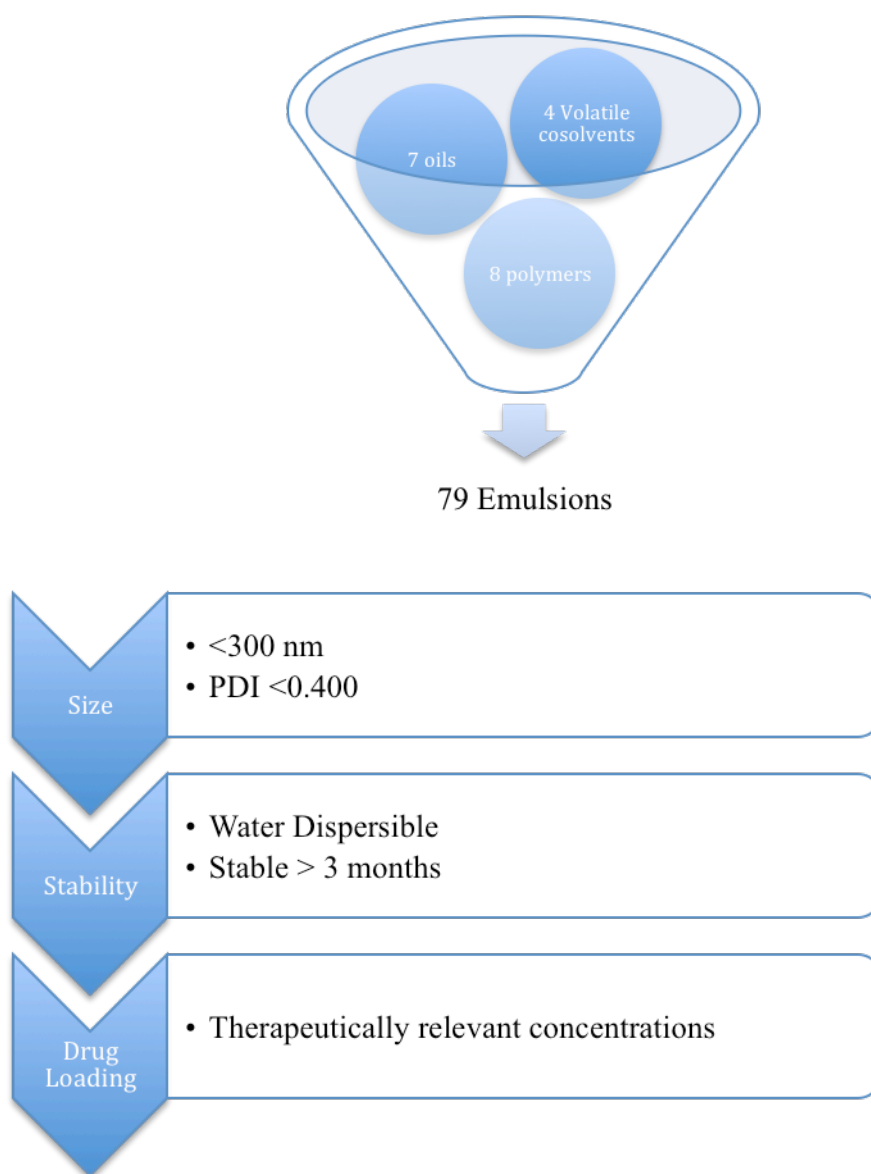 4 Volatile
cosolvents
7 oils
8 polymers
79 Emulsions
Size
• <300 nm
• PDI <0.400
Stability
• Water Dispersible
• Stable > 3 months
Drug
Loading
• Therapeutically relevant concentrations